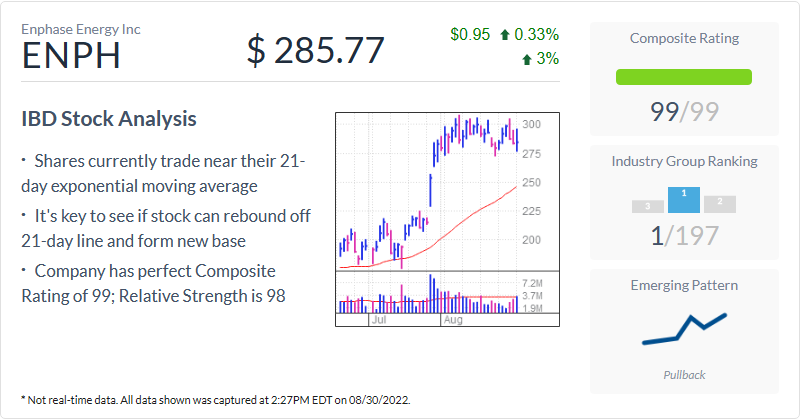 Enphase Energy Inc
ENPH
$ 285.77
$0.95 0.33%
3%
IBD Stock Analysis
· Shares currently trade near their 21-
day exponential moving average
· It's key to see if stock can rebound off
21-day line and form new base
· Company has perfect Composite
Rating of 99; Relative Strength is 98
300
275
250
225
200
7.2M
3.7M
1.9M
Jul
Aug
Composite Rating
99/99
Industry Group Ranking
3
1
2
1/197
Emerging Pattern
Pullback
* Not real-time data. All data shown was captured at 2:27PM EDT on 08/30/2022.